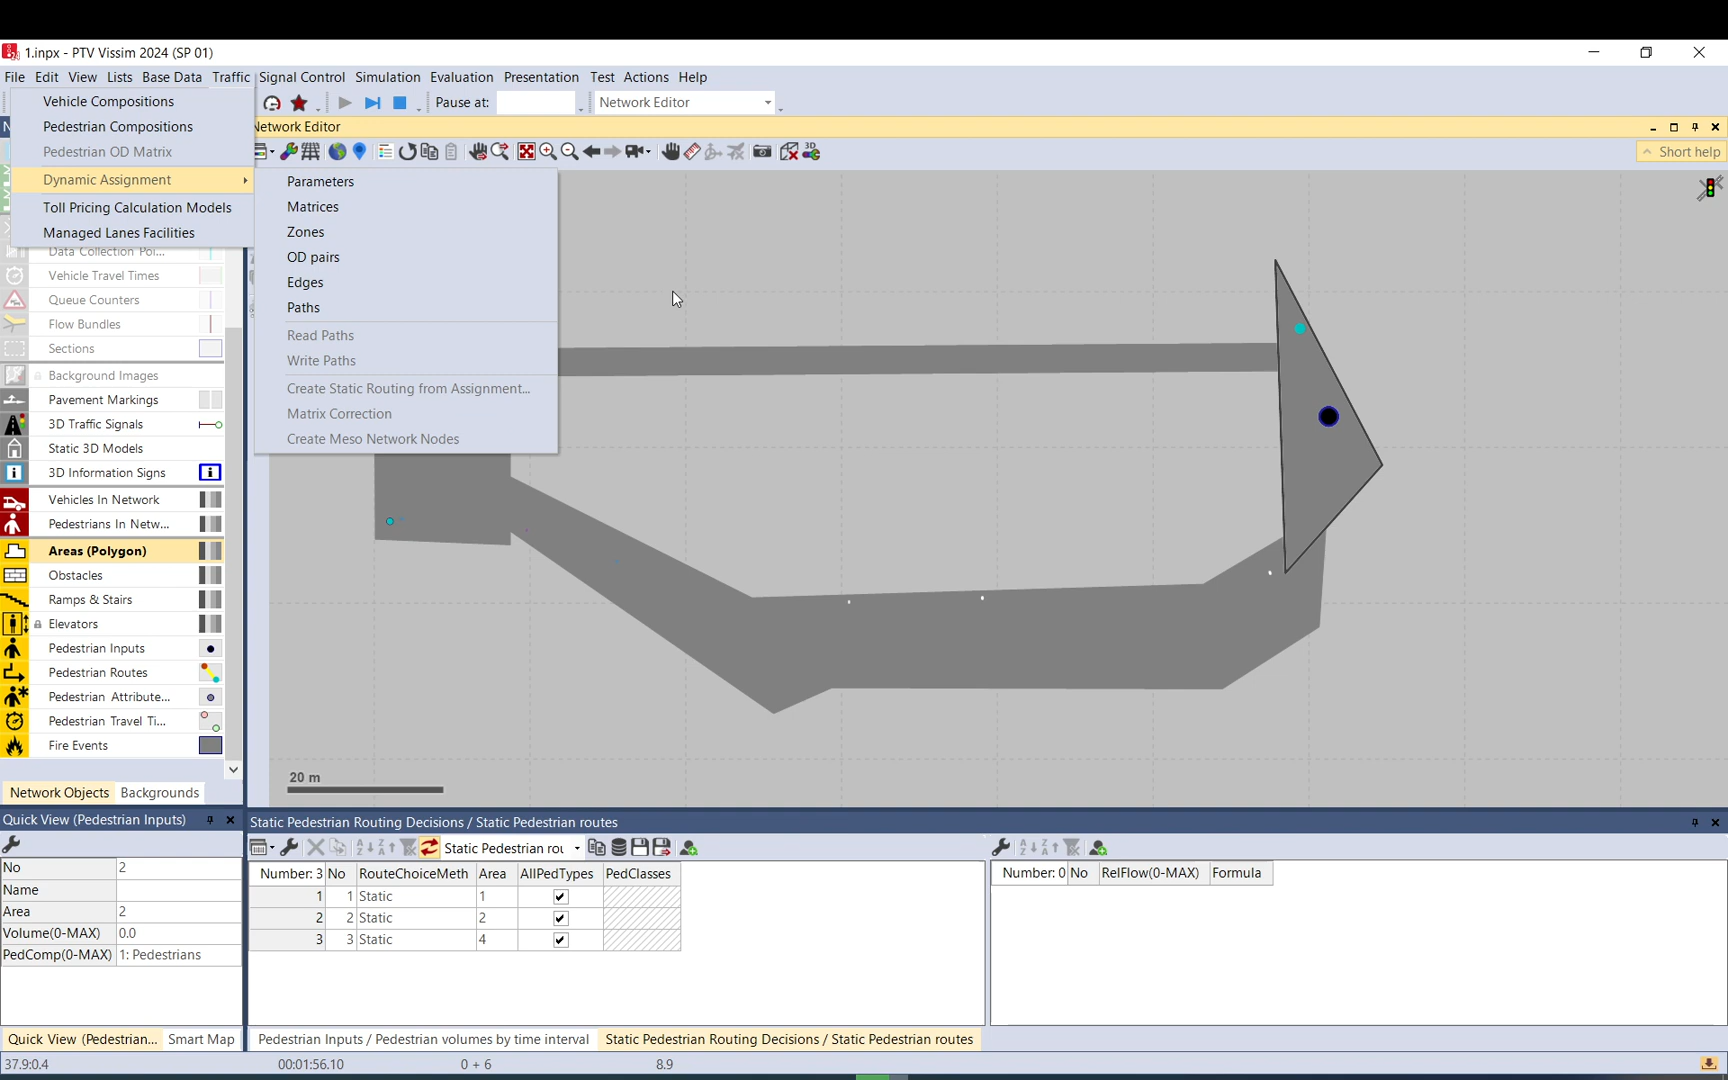 1.inpx - PTV Vissim 2024 (SP 01)
File Edit View Lists Base Data Traffic Signal Control Simulation Evaluation Presentation Test Actions Help
Vehicle Compositions
Pedestrian Compositions
Pedestrian OD Matrix
Dynamic Assignment
Toll Pricing Calculation Models
Managed Lanes Facilities
Pause at:
Network Editor
Network Editor
Short help
Parameters
Matrices
Zones
OD pairs
Edges
Paths
Read Paths
Write Paths
Create Static Routing from Assignment...
Matrix Correction
Create Meso Network Nodes
Data Collection Poi...
Vehicle Travel Times
Queue Counters
Flow Bundles
Sections
Background Images
Pavement Markings
3D Traffic Signals
Static 3D Models
3D Information Signs
Vehicles In Network
Pedestrians In Netw...
Areas (Polygon)
Obstacles
Ramps & Stairs
Elevators
Pedestrian Inputs
Pedestrian Routes
Pedestrian Attribute...
Pedestrian Travel Ti...
Fire Events
Network Objects Backgrounds
20 m
Quick View (Pedestrian Inputs)
No 2
Name
Area 2
Volume(0-MAX) 0.0
PedComp(0-MAX) 1: Pedestrians
Quick View (Pedestrian... Smart Map
Static Pedestrian Routing Decisions / Static Pedestrian routes
Static Pedestrian rou
Number: 3 No RouteChoiceMeth Area AllPedTypes PedClasses
1 1 Static 1
2 2 Static 2
3 3 Static 4
Number: 0 No RelFlow(0-MAX) Formula
Pedestrian Inputs / Pedestrian volumes by time interval Static Pedestrian Routing Decisions / Static Pedestrian routes
37.9:0.4 00:01:56.10 0 + 6 8.9